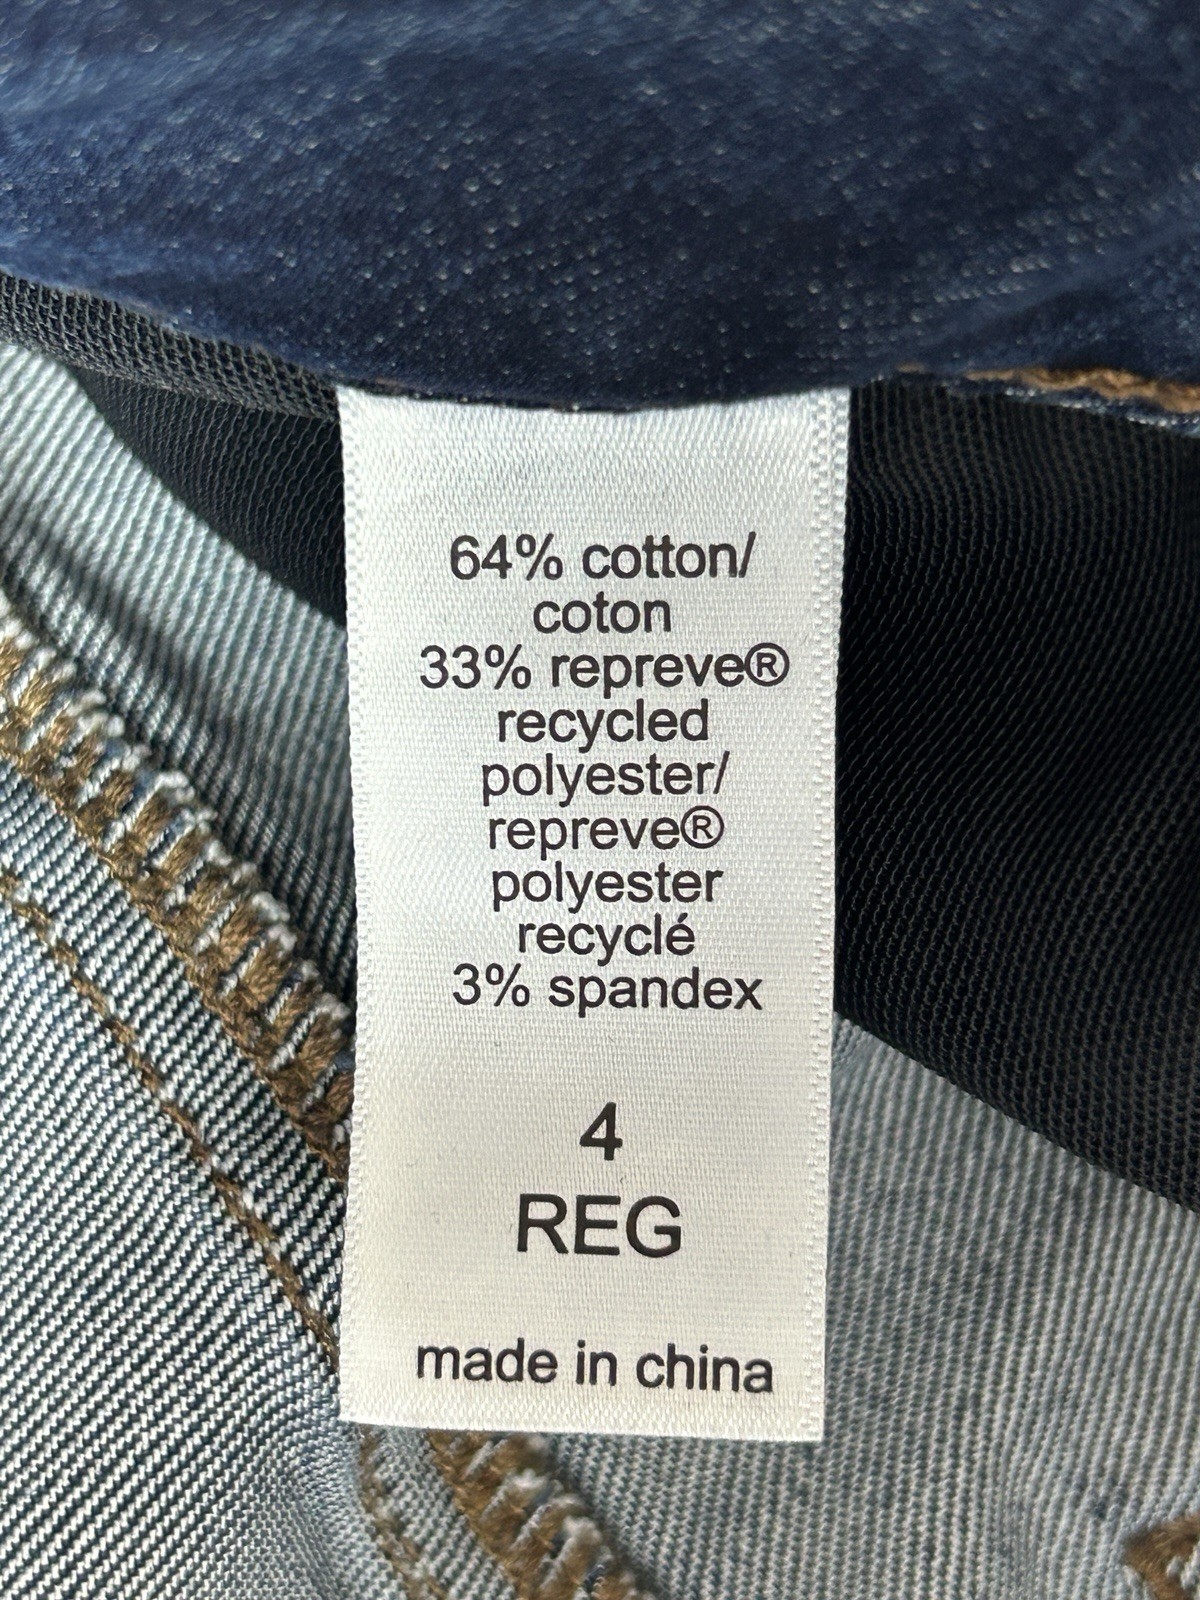 64% cotton/
coton
33% repreve®
recycled
polyester/
repreve®
polyester
recyclé
3% spandex
4
REG
made in china